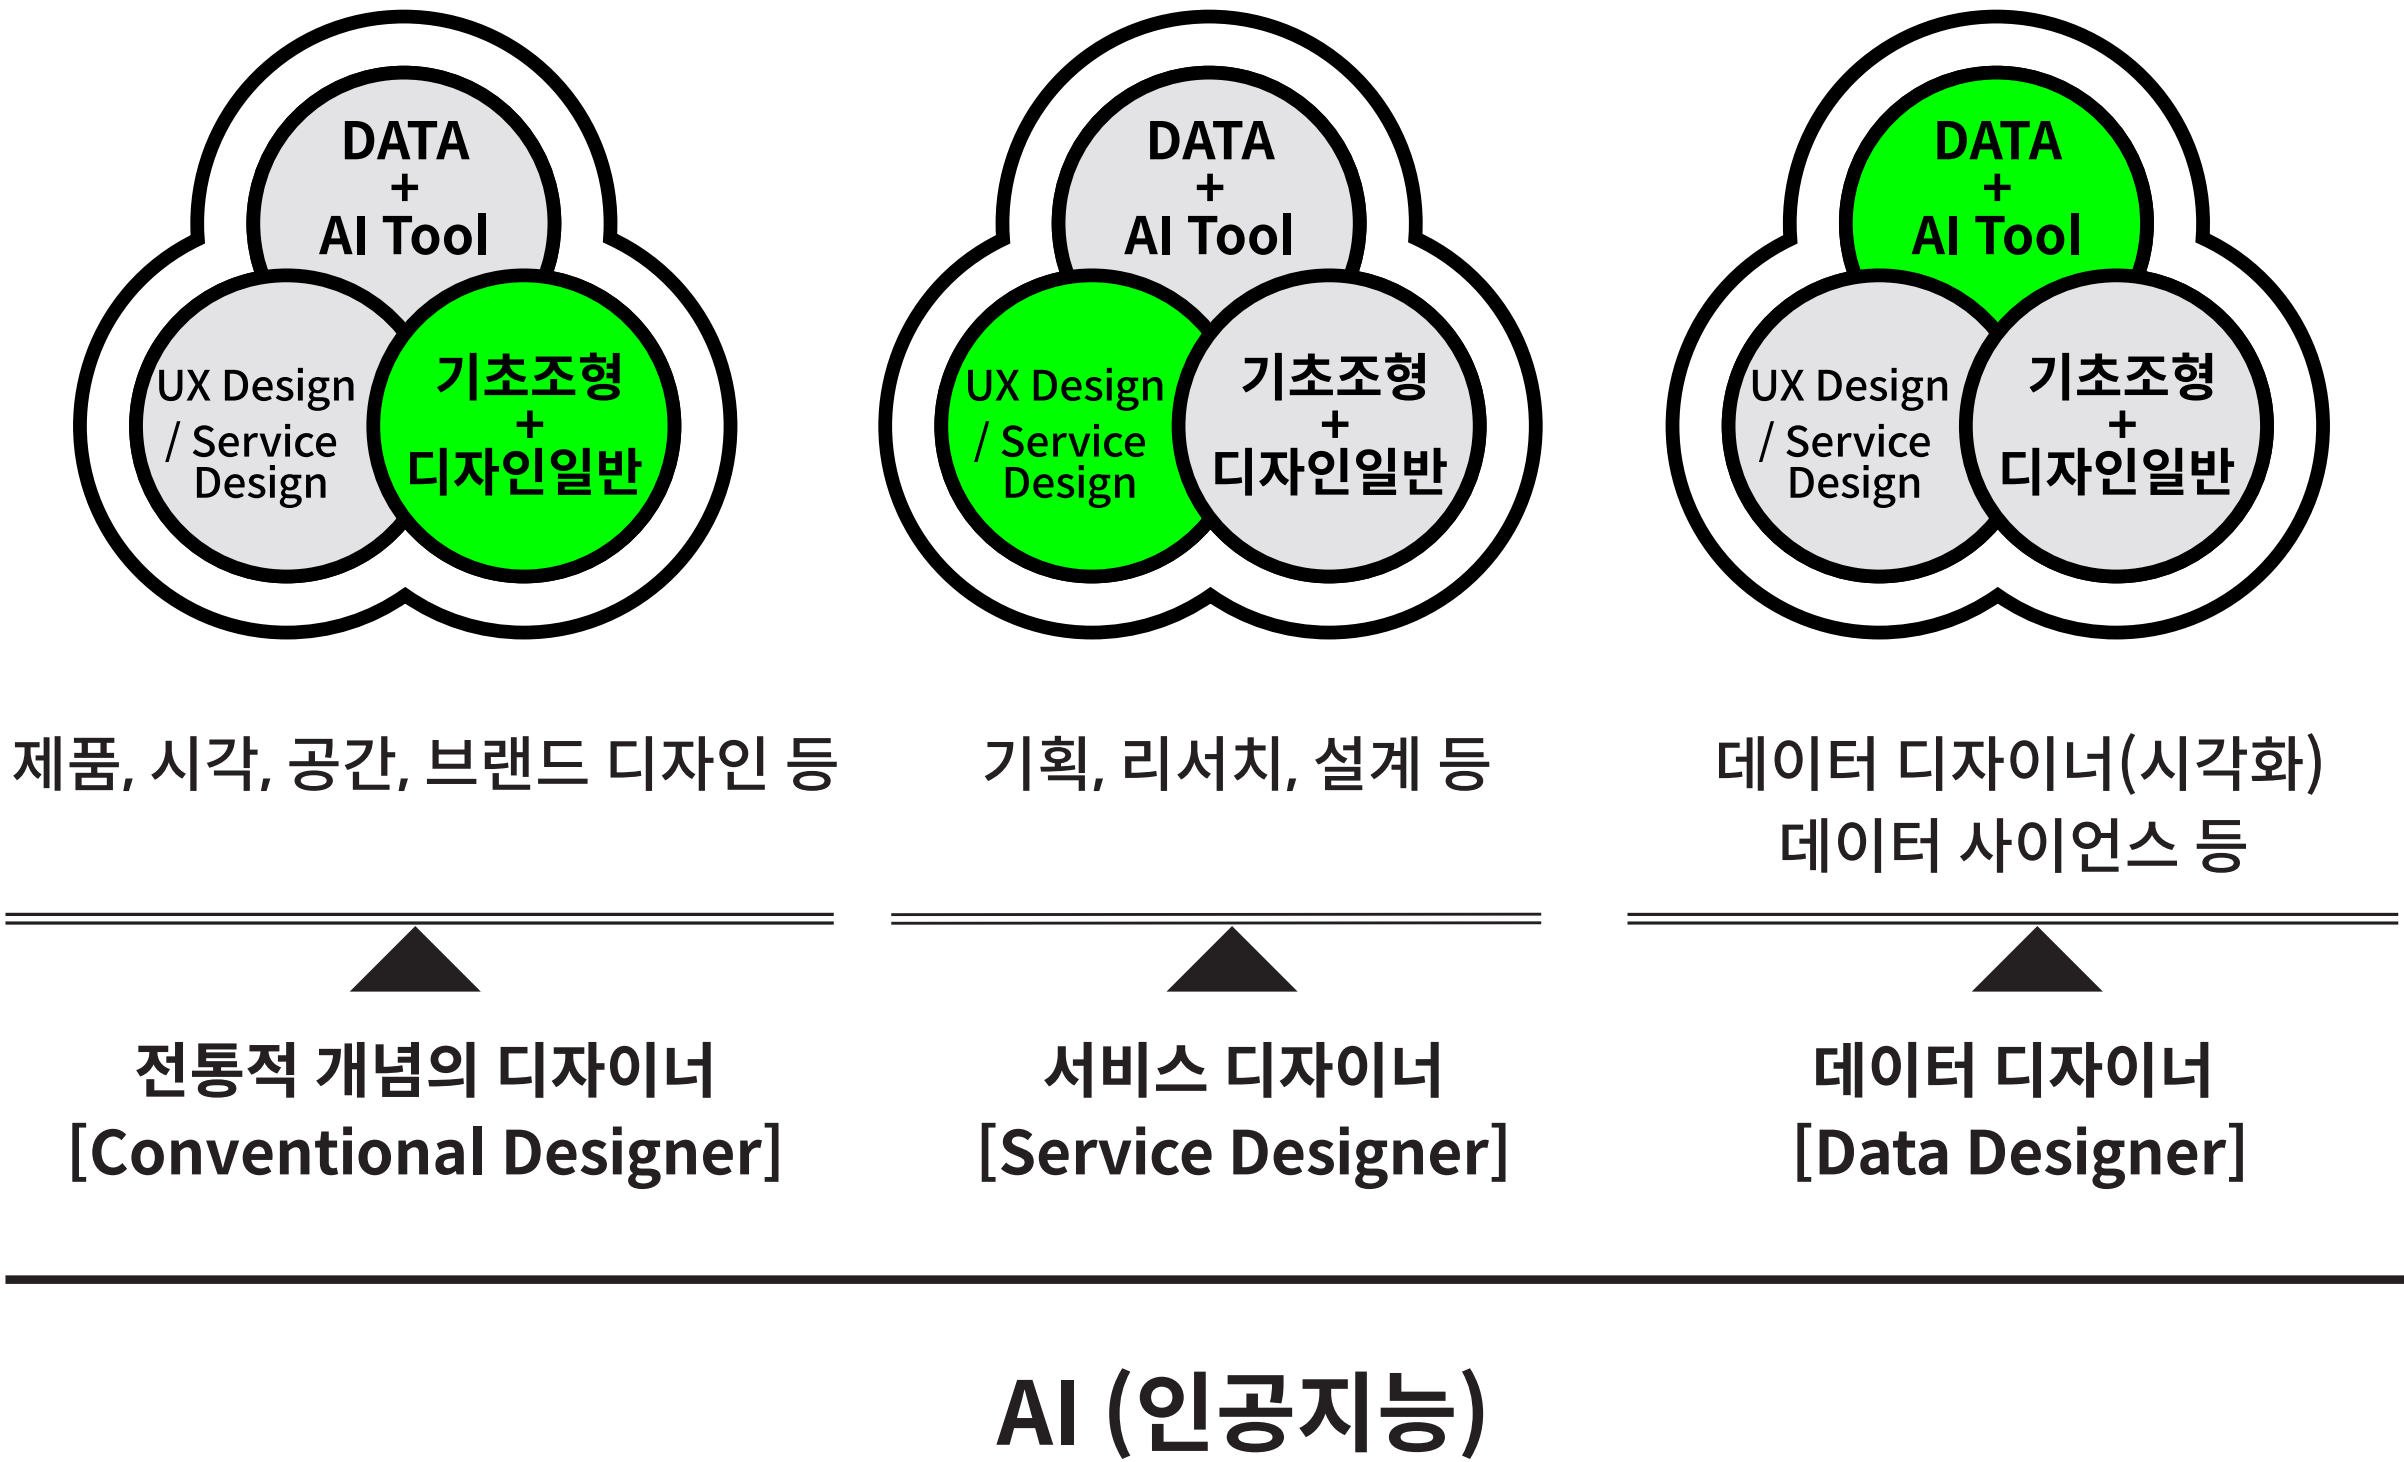 DATA
+
AI Tool
UX Design
/ Service
Design
기초조형
+
디자인일반
DATA
+
AI Tool
UX Design
/ Service
Design
기초조형
+
디자인일반
DATA
+
AI Tool
UX Design
/ Service
Design
기초조형
+
디자인일반
제품, 시각, 공간, 브랜드 디자인 등
기획, 리서치, 설계 등
데이터 디자이너(시각화)
데이터 사이언스 등
전통적 개념의 디자이너
[Conventional Designer]
서비스 디자이너
[Service Designer]
데이터 디자이너
[Data Designer]
AI (인공지능)